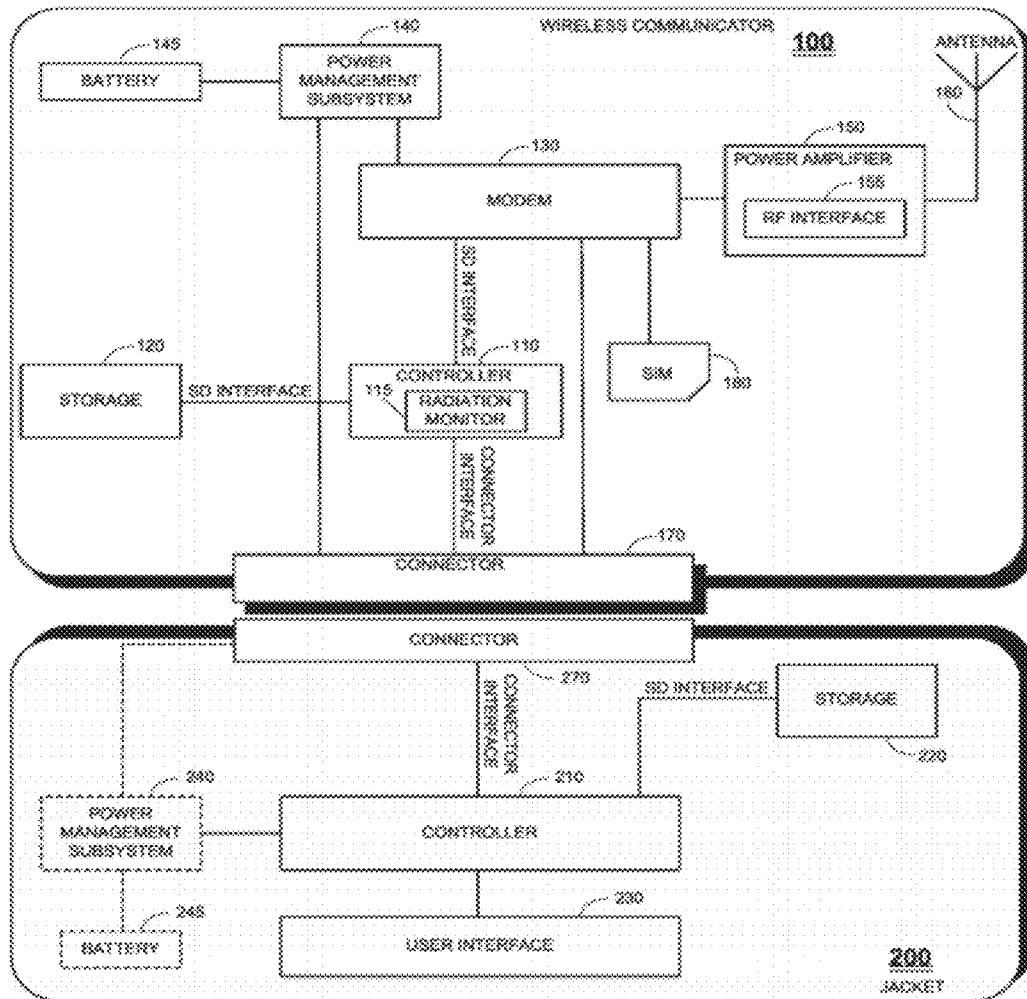 WIRELESS COMMUNICATOR
100
145
BATTERY
140
POWER
MANAGEMENT
SUBSYSTEM
ANTENNA
160
150
POWER AMPLIFIER
155
RF INTERFACE
130
MODEM
SD INTERFACE
120
STORAGE
SD INTERFACE
110
CONTROLLER
115
RADIATION
MONITOR
SIM
180
CONNECTOR
INTERFACE
170
CONNECTOR
CONNECTOR
270
CONNECTOR
INTERFACE
SD INTERFACE
STORAGE
220
240
POWER
MANAGEMENT
SUBSYSTEM
210
CONTROLLER
245
BATTERY
230
USER INTERFACE
200
JACKET